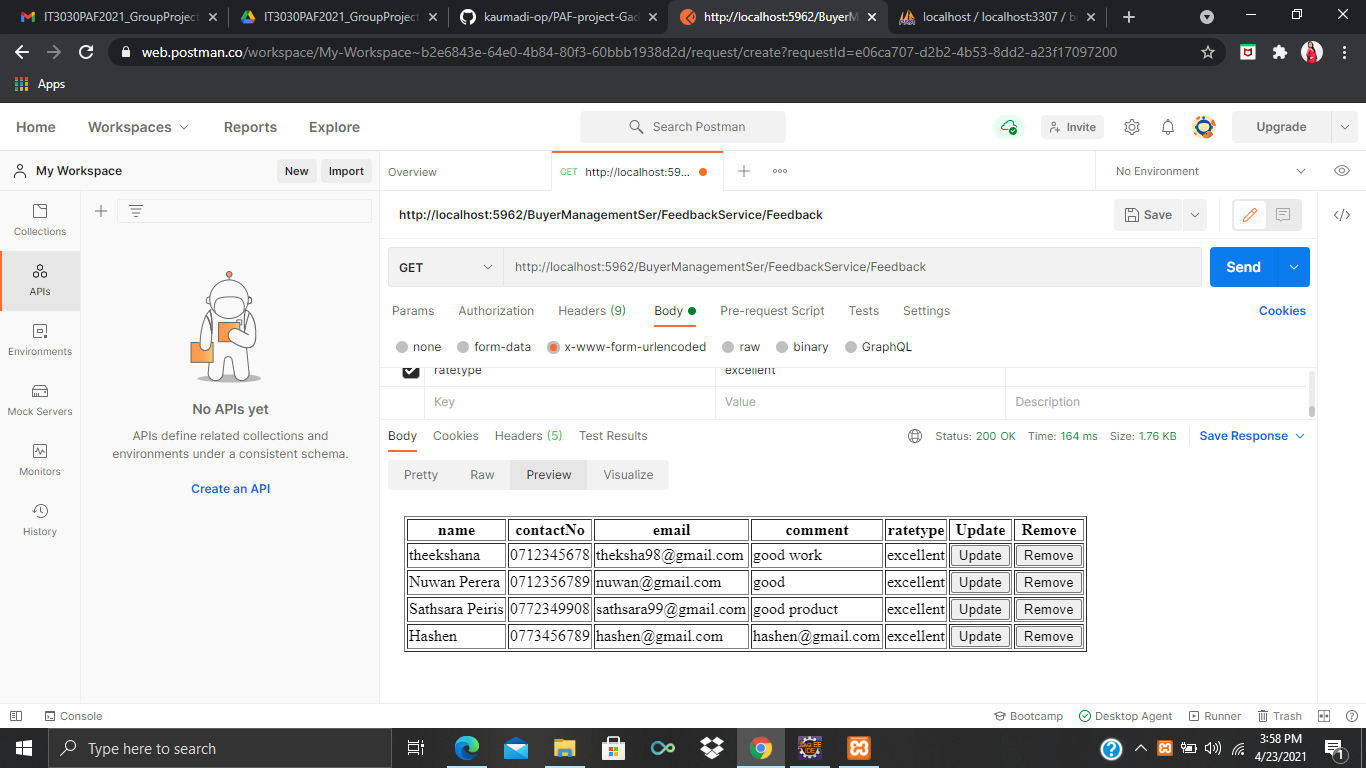 IT3030PAF2021_GroupProject
IT3030PAF2021_GroupProject
kaumadi-op/PAF-project-Gad
http://localhost:5962/BuyerM
localhost / localhost:3307 / b
web.postman.co/workspace/My-Workspace~b2e6843e-64e0-4b84-80f3-60bbb1938d2d/request/create?requestId=e06ca707-d2b2-4b53-8dd2-a23f17097200
Apps
Home Workspaces Reports Explore Search Postman Invite Upgrade
My Workspace New Import Overview GET http://localhost:59... No Environment
Collections
APIs
Environments
Mock Servers
Monitors
History
No APIs yet
APIs define related collections and
environments under a consistent schema.
Create an API
http://localhost:5962/BuyerManagementSer/FeedbackService/Feedback Save
GET http://localhost:5962/BuyerManagementSer/FeedbackService/Feedback Send
Params Authorization Headers (9) Body Pre-request Script Tests Settings Cookies
none form-data x-www-form-urlencoded raw binary GraphQL
ratetype excellent
Key Value Description
Body Cookies Headers (5) Test Results Status: 200 OK Time: 164 ms Size: 1.76 KB Save Response
Pretty Raw Preview Visualize
name contactNo email comment ratetype Update Remove
theekshana 0712345678 theksha98@gmail.com good work excellent Update Remove
Nuwan Perera 0712356789 nuwan@gmail.com good excellent Update Remove
Sathsara Peiris 0772349908 sathsara99@gmail.com good product excellent Update Remove
Hashen 0773456789 hashen@gmail.com hashen@gmail.com excellent Update Remove
Console Bootcamp Desktop Agent Runner Trash
Type here to search
3:58 PM
4/23/2021
1